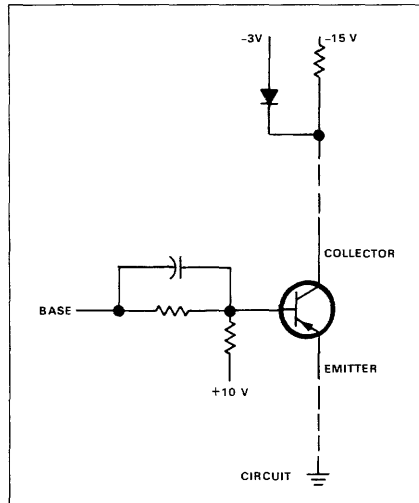 -3V
-15 V
COLLECTOR
BASE
+10 V
EMITTER
CIRCUIT